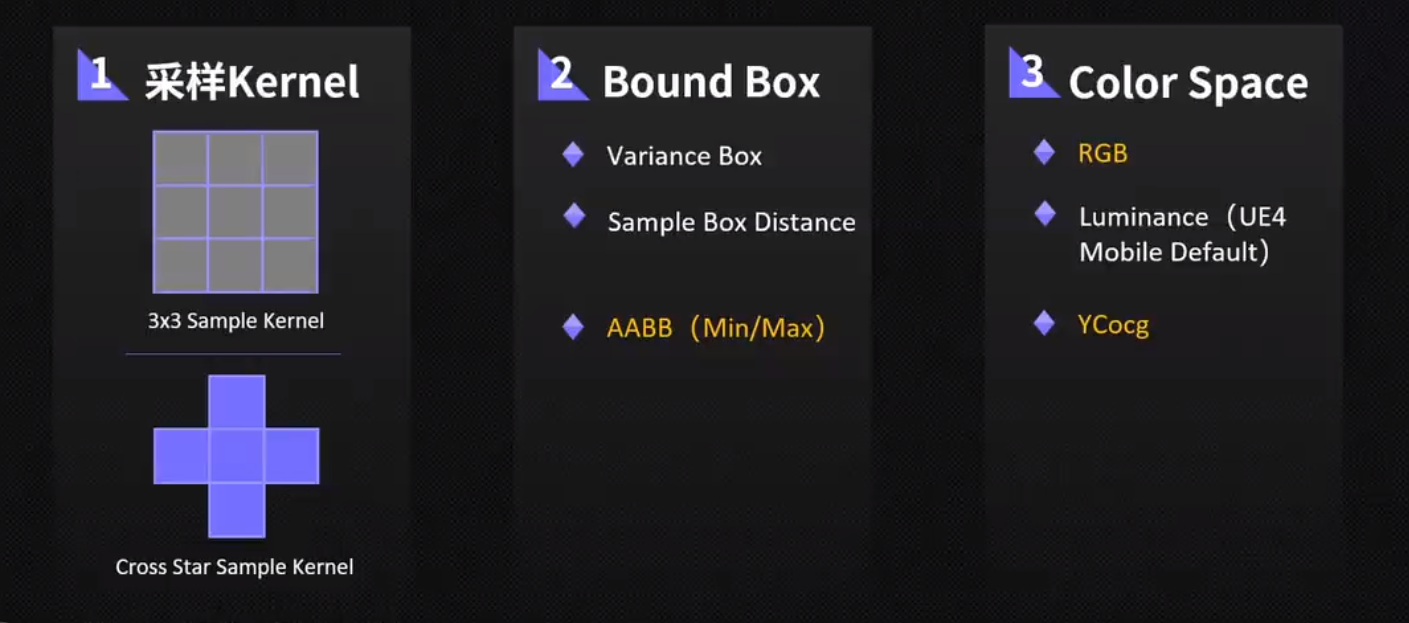 1 采样Kernel
3x3 Sample Kernel
Cross Star Sample Kernel
2 Bound Box
Variance Box
Sample Box Distance
AABB（Min/Max）
3 Color Space
RGB
Luminance（UE4
Mobile Default）
YCocg